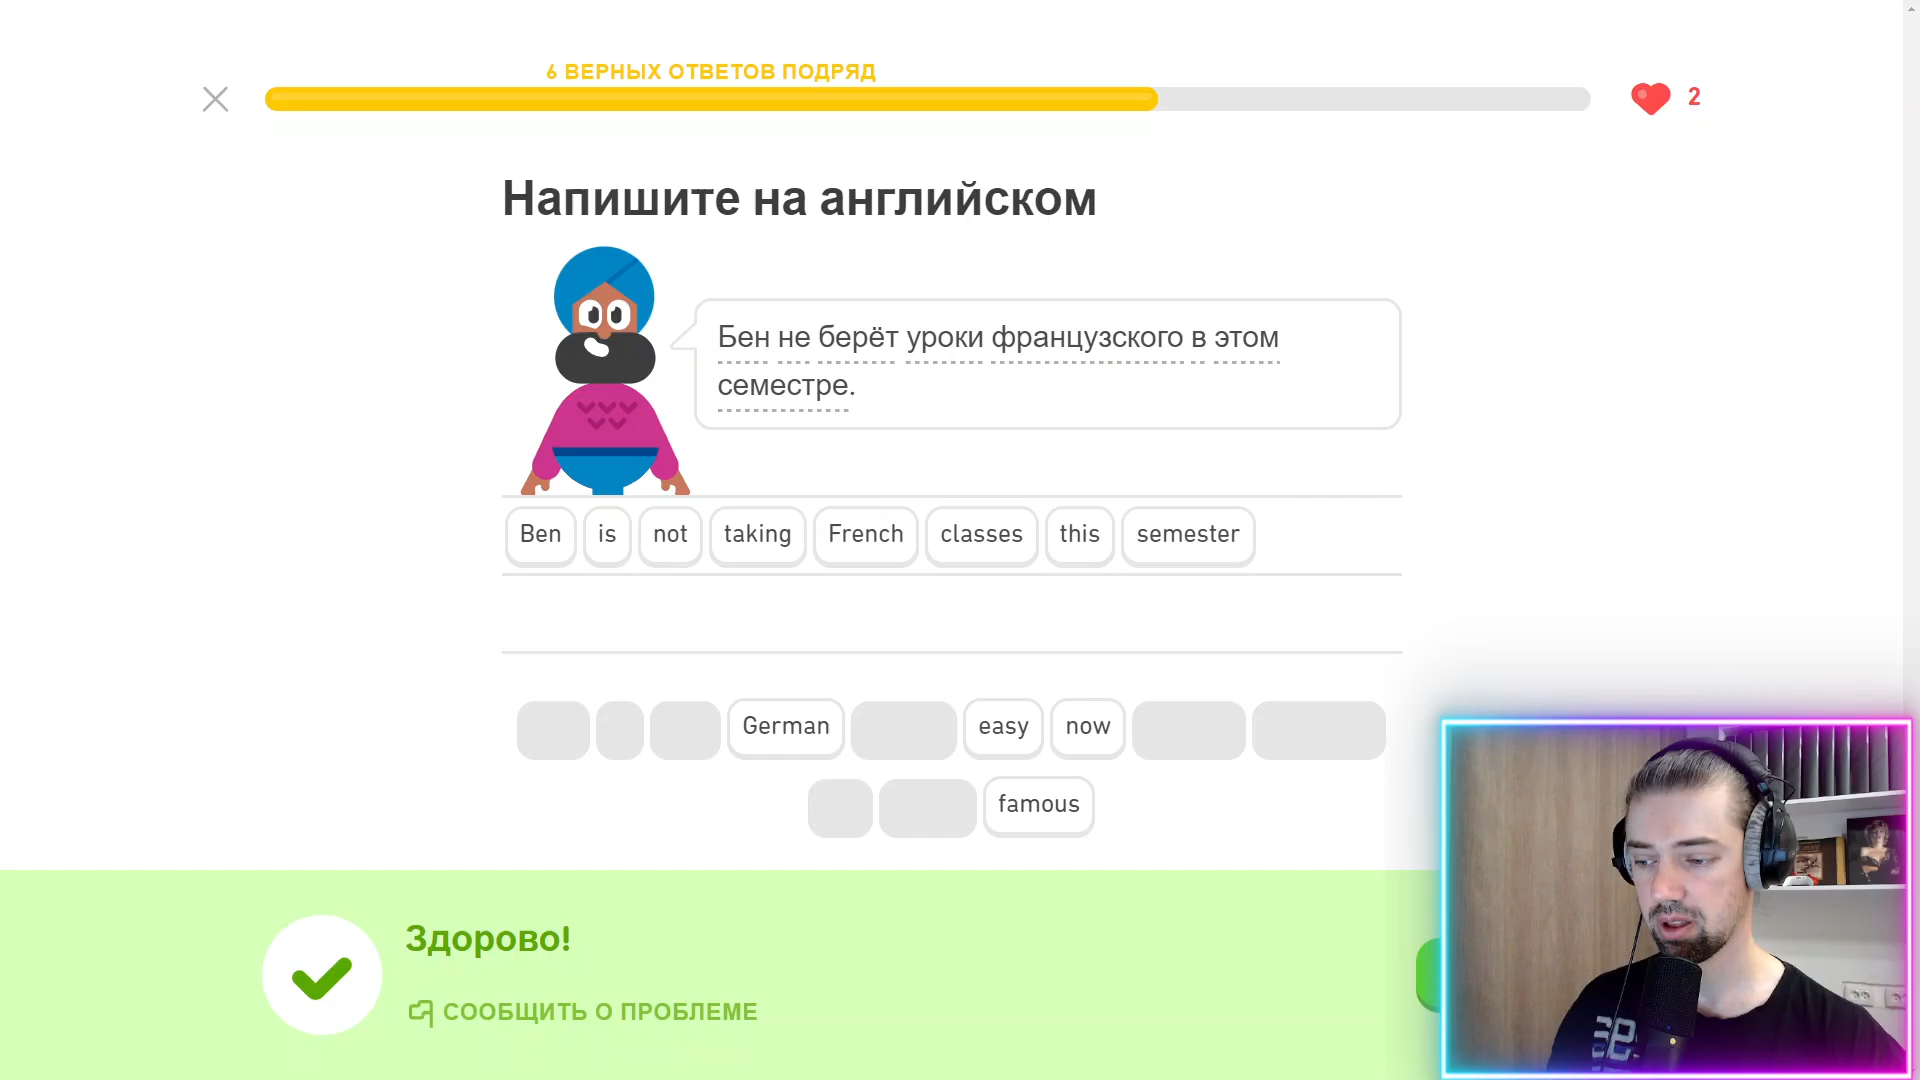 6 ВЕРНЫХ ОТВЕТОВ ПОДРЯД
2
Напишите на английском
Бен не берёт уроки французского в этом
семестре.
Ben is not taking French classes this semester
German easy now
famous
Здорово!
СООБЩИТЬ О ПРОБЛЕМЕ